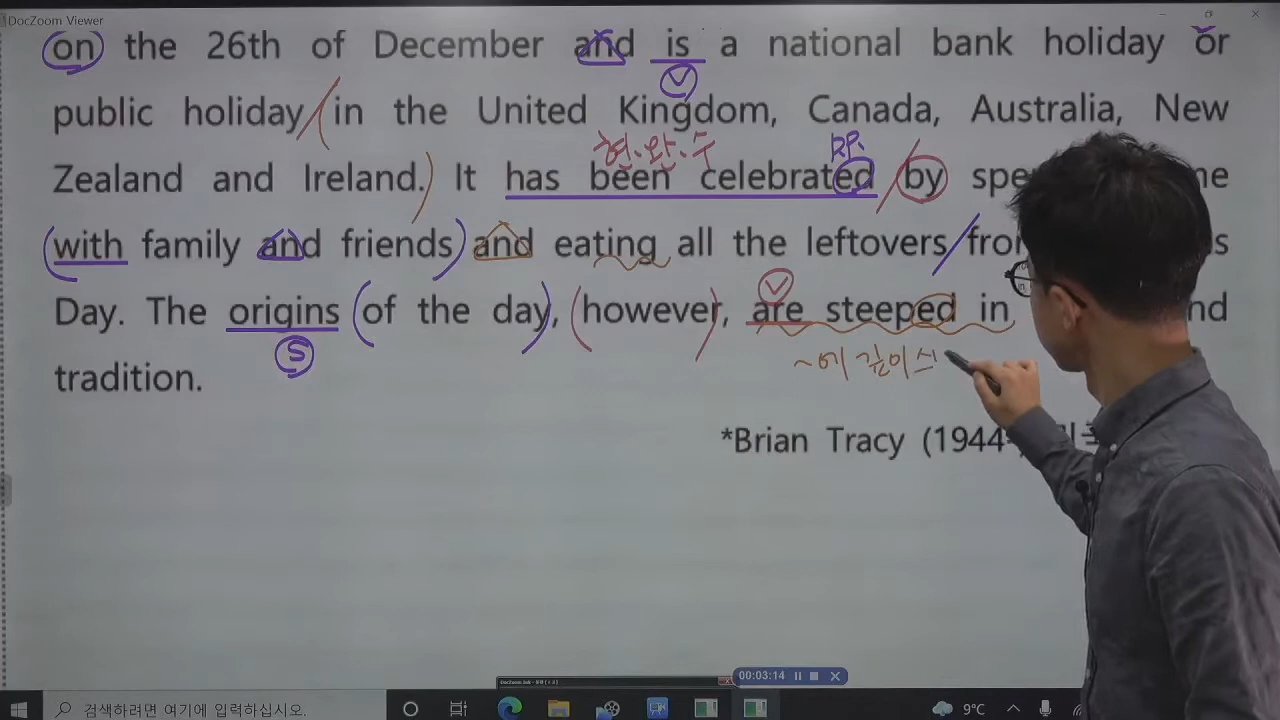 DocZoom Viewer
on the 26th of December and is a national bank holiday or
V
public holiday in the United Kingdom, Canada, Australia, New
현·완·수 P.P.
Zealand and Ireland. It has been celebrated by
with family and friends and eating all the leftovers
V
Day. The origins of the day, however, are steeped in
S
~에 깊이
tradition.
*Brian Tracy (1944
00:03:14
검색하려면 여기에 입력하십시오.
9°C